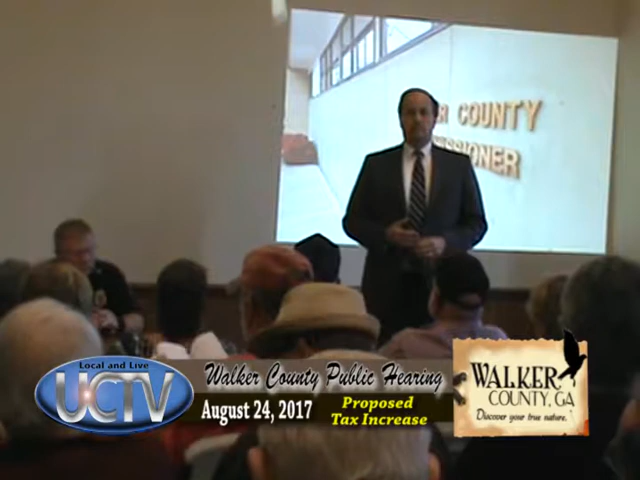 R COUNTY
SSIONER
Local and Live
UCTV
Walker County Public Hearing
August 24, 2017
Proposed
Tax Increase
WALKER
COUNTY, GA
Discover your true nature.